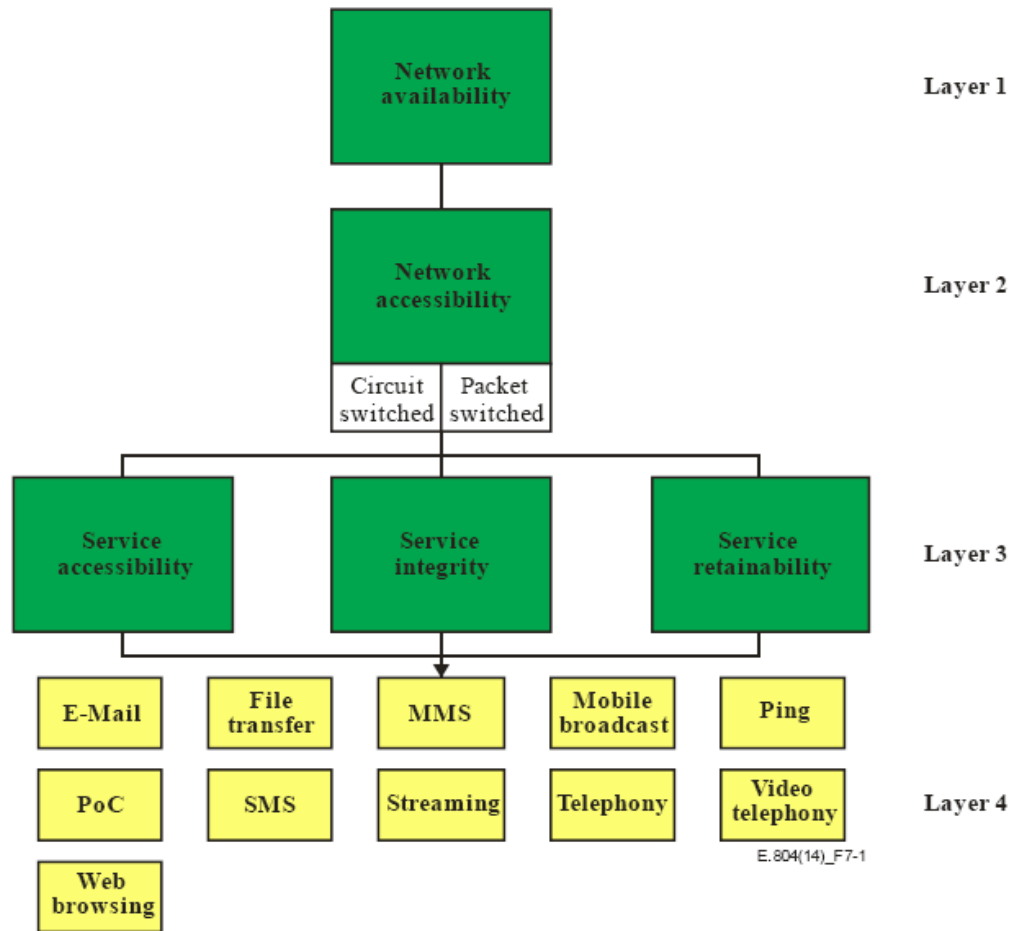 Network
availability
Layer 1
Network
accessibility
Layer 2
Circuit
switched
Packet
switched
Service
accessibility
Service
integrity
Service
retainability
Layer 3
E-Mail
File
transfer
MMS
Mobile
broadcast
Ping
PoC
SMS
Streaming
Telephony
Video
telephony
Layer 4
E.804(14)_F7-1
Web
browsing